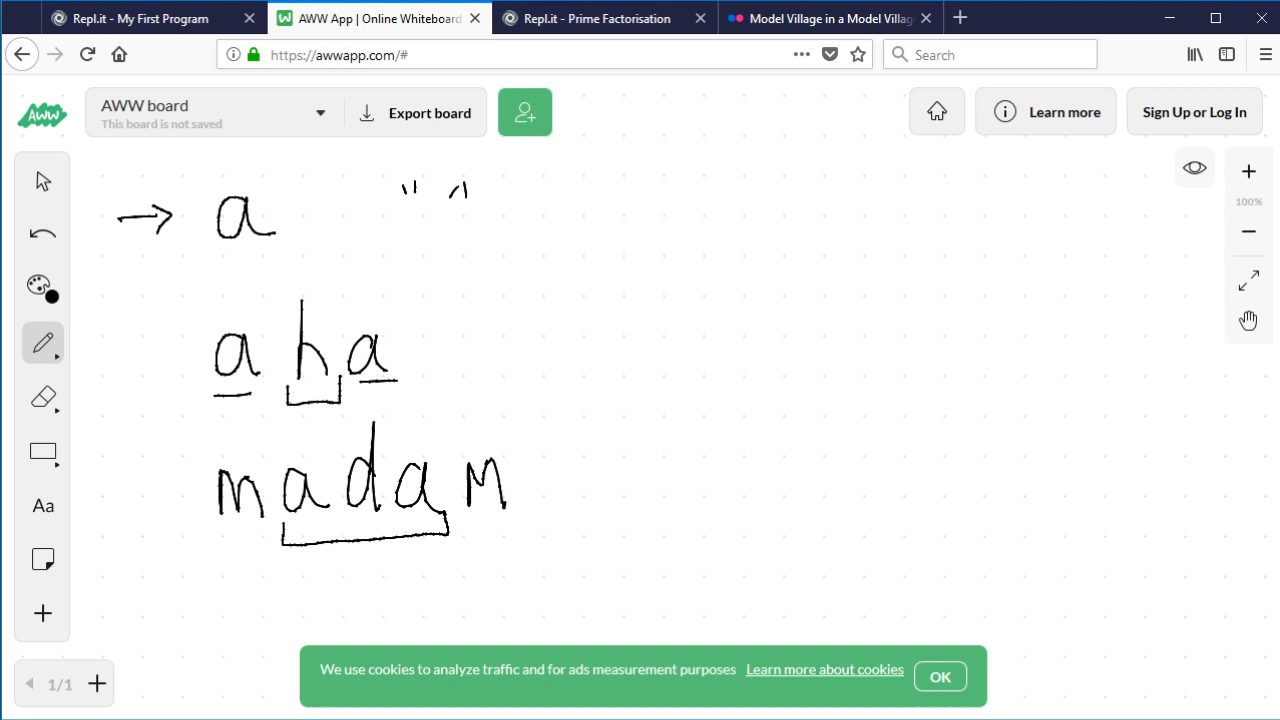 Repl.it - My First Program
AWW App | Online Whiteboard
Repl.it - Prime Factorisation
Model Village in a Model Villag
https://awwapp.com/#
Search
AWW
AWW board
This board is not saved
Export board
Learn more
Sign Up or Log In
→ a " "
100%
a h a
m a d a m
Aa
We use cookies to analyze traffic and for ads measurement purposes Learn more about cookies OK
1/1